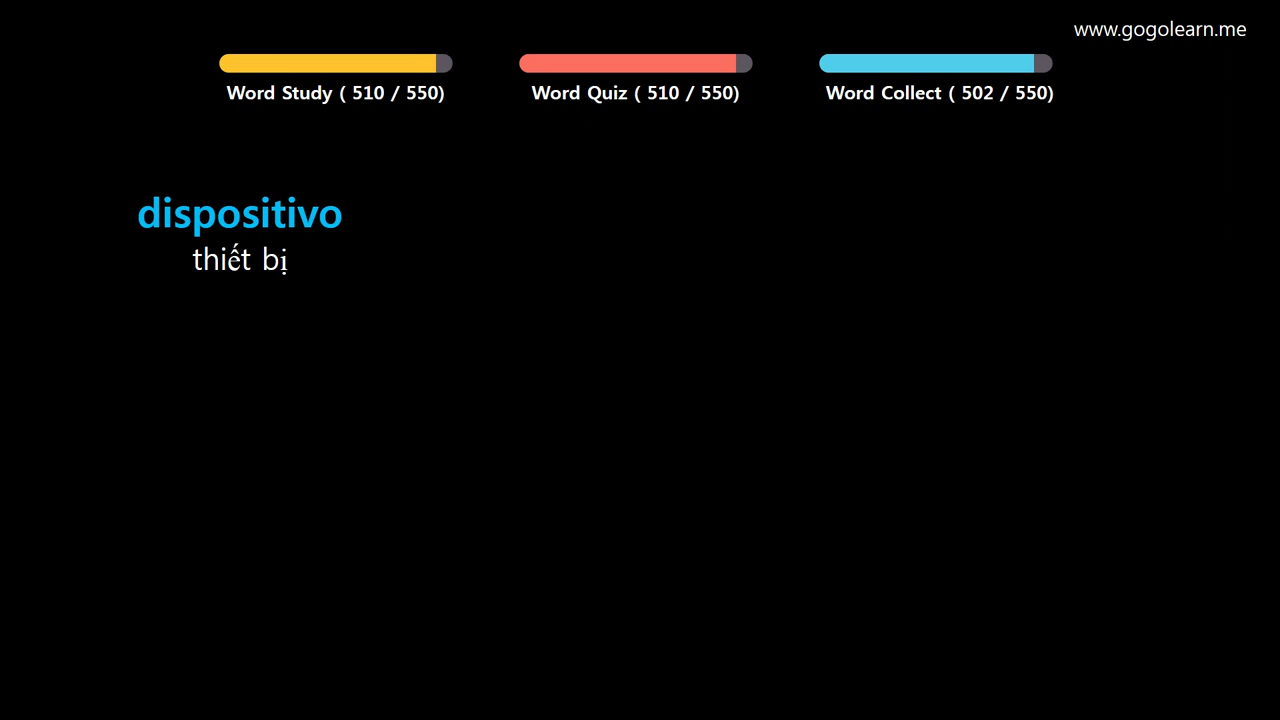 www.gogolearn.me
Word Study ( 510 / 550)
Word Quiz ( 510 / 550)
Word Collect ( 502 / 550)
dispositivo
thiết bị